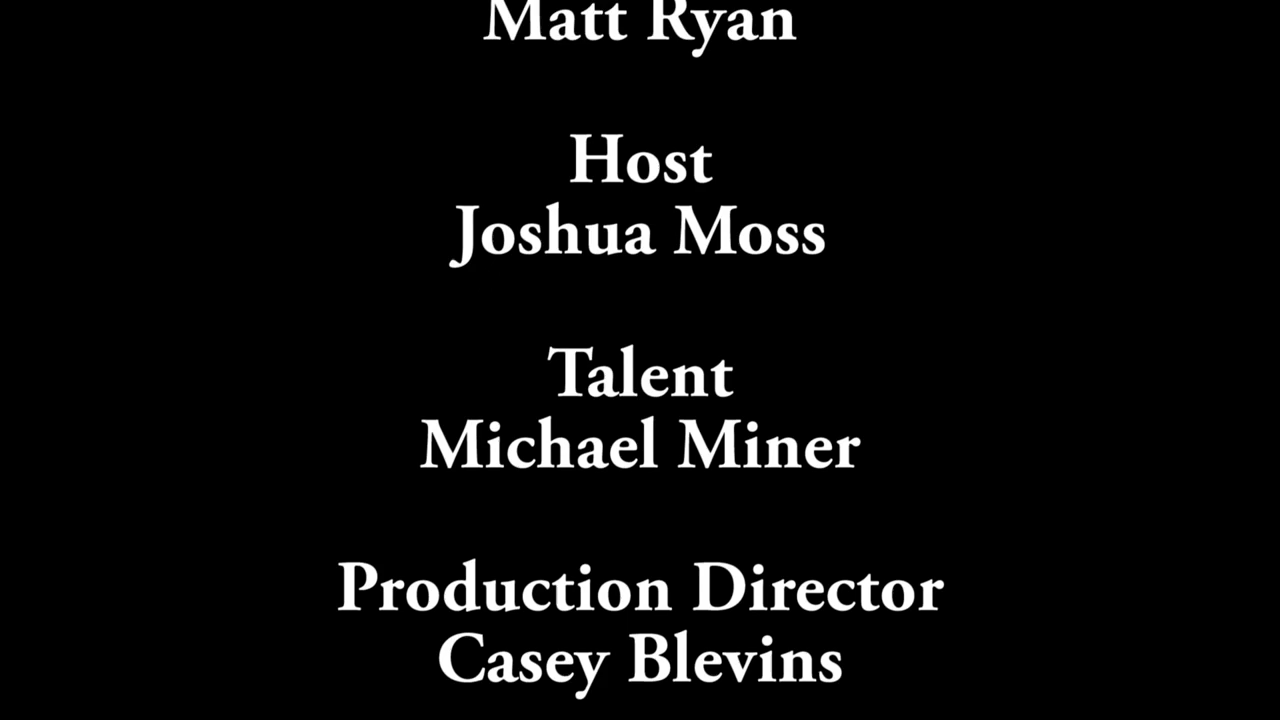 Matt Ryan
Host
Joshua Moss
Talent
Michael Miner
Production Director
Casey Blevins